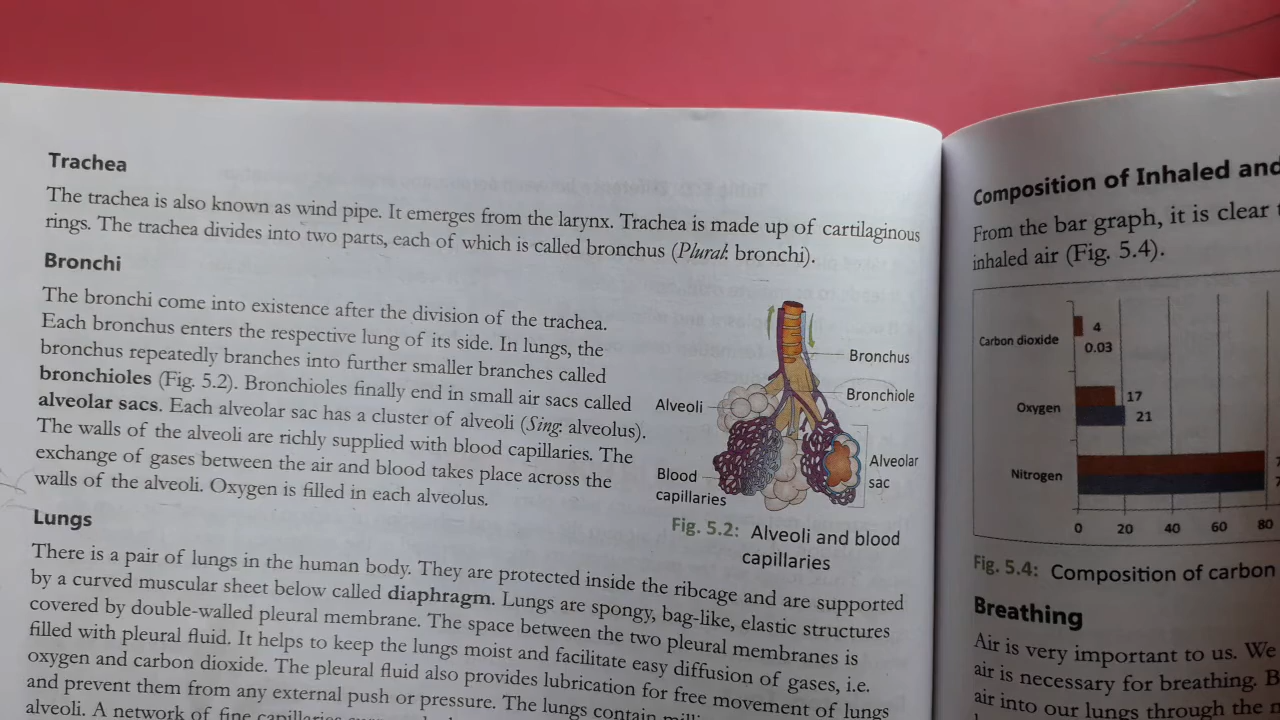 Trachea
The trachea is also known as wind pipe. It emerges from the larynx. Trachea is made up of cartilaginous
rings. The trachea divides into two parts, each of which is called bronchus (Plural: bronchi).
Bronchi
The bronchi come into existence after the division of the trachea.
Each bronchus enters the respective lung of its side. In lungs, the
bronchus repeatedly branches into further smaller branches called
bronchioles (Fig. 5.2). Bronchioles finally end in small air sacs called
alveolar sacs. Each alveolar sac has a cluster of alveoli (Sing: alveolus).
The walls of the alveoli are richly supplied with blood capillaries. The
exchange of gases between the air and blood takes place across the
walls of the alveoli. Oxygen is filled in each alveolus.
Bronchus
Bronchiole
Alveoli
Alveolar
sac
Blood
capillaries
Fig. 5.2: Alveoli and blood
capillaries
Lungs
There is a pair of lungs in the human body. They are protected inside the ribcage and are supported
by a curved muscular sheet below called diaphragm. Lungs are spongy, bag-like, elastic structures
covered by double-walled pleural membrane. The space between the two pleural membranes is
filled with pleural fluid. It helps to keep the lungs moist and facilitate easy diffusion of gases, i.e.
oxygen and carbon dioxide. The pleural fluid also provides lubrication for free movement of lungs
and prevent them from any external push or pressure. The lungs contain
alveoli. A network of fine
Composition of Inhaled and
From the bar graph, it is clear
inhaled air (Fig. 5.4).
Carbon dioxide
4
0.03
Oxygen
17
21
Nitrogen
0 20 40 60 80
Fig. 5.4: Composition of carbon
Breathing
Air is very important to us. We
air is necessary for breathing.
air into our lungs through the